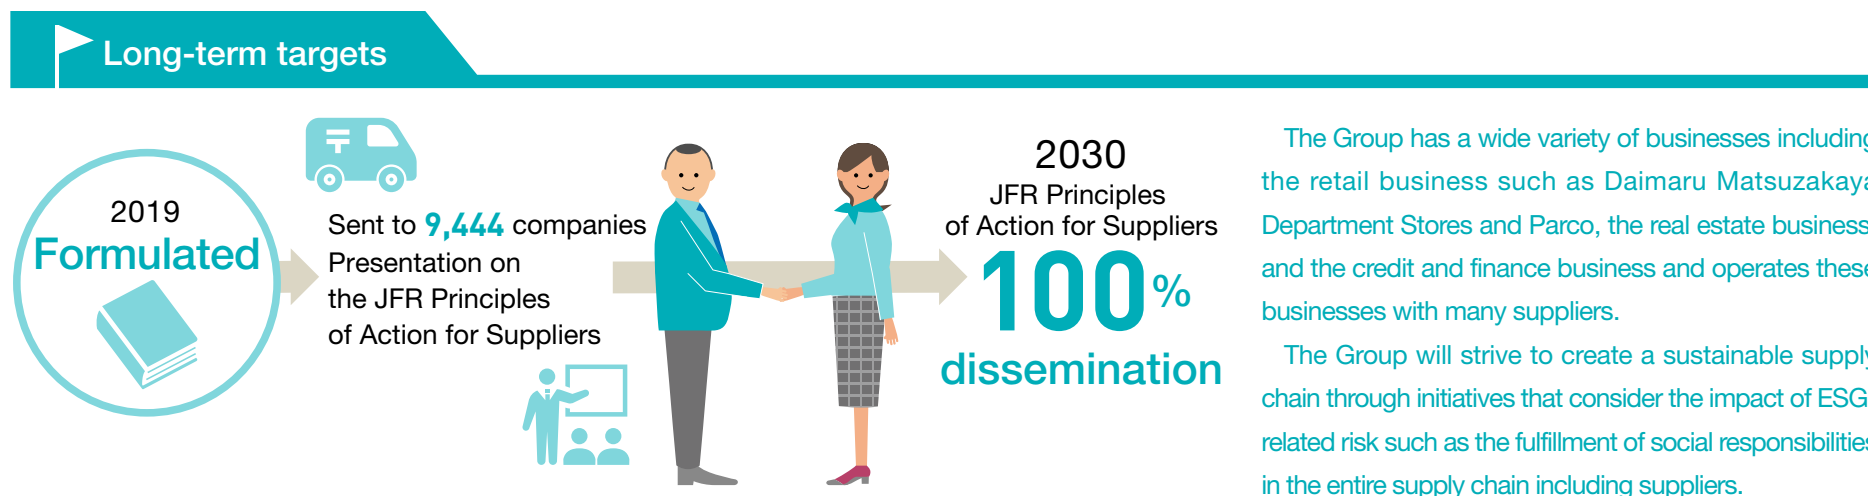 Long-term targets
2019
Formulated
Sent to 9,444 companies
Presentation on
the JFR Principles
of Action for Suppliers
2030
JFR Principles
of Action for Suppliers
100%
dissemination
The Group has a wide variety of businesses including
the retail business such as Daimaru Matsuzakaya
Department Stores and Parco, the real estate business
and the credit and finance business and operates these
businesses with many suppliers.
The Group will strive to create a sustainable supply
chain through initiatives that consider the impact of ESG
related risk such as the fulfillment of social responsibilities
in the entire supply chain including suppliers.